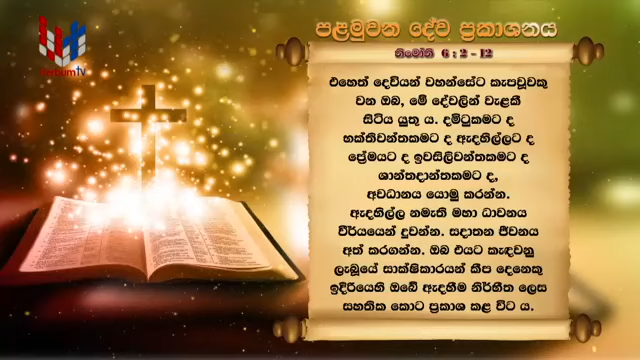 VerbumTV
පළමුවන දේව ප්‍රකාශනය
තිමෝති 6 : 2 - 12
එහෙත් දෙවියන් වහන්සේට කැපවූවකු
වන ඔබ, මේ දේවලින් වැළකී
සිටිය යුතු ය. දමිටුකමට ද
භක්තිවන්තකමට ද ඇදහිල්ලට ද
ප්‍රේමයට ද ඉවසිලිවන්තකමට ද
ශාන්තදාන්තකමට ද,
අවධානය යොමු කරන්න.
ඇදහිල්ල නමැති මහා ධාවනය
වීර්යයෙන් දුවන්න. සදාතන ජීවනය
අත් කරගන්න. ඔබ එයට කැඳවනු
ලැබූයේ සාක්ෂිකාරයන් කීප දෙනෙකු
ඉදිරියෙහි ඔබේ ඇදහීම නිර්භීත ලෙස
සහතික කොට ප්‍රකාශ කළ විට ය.